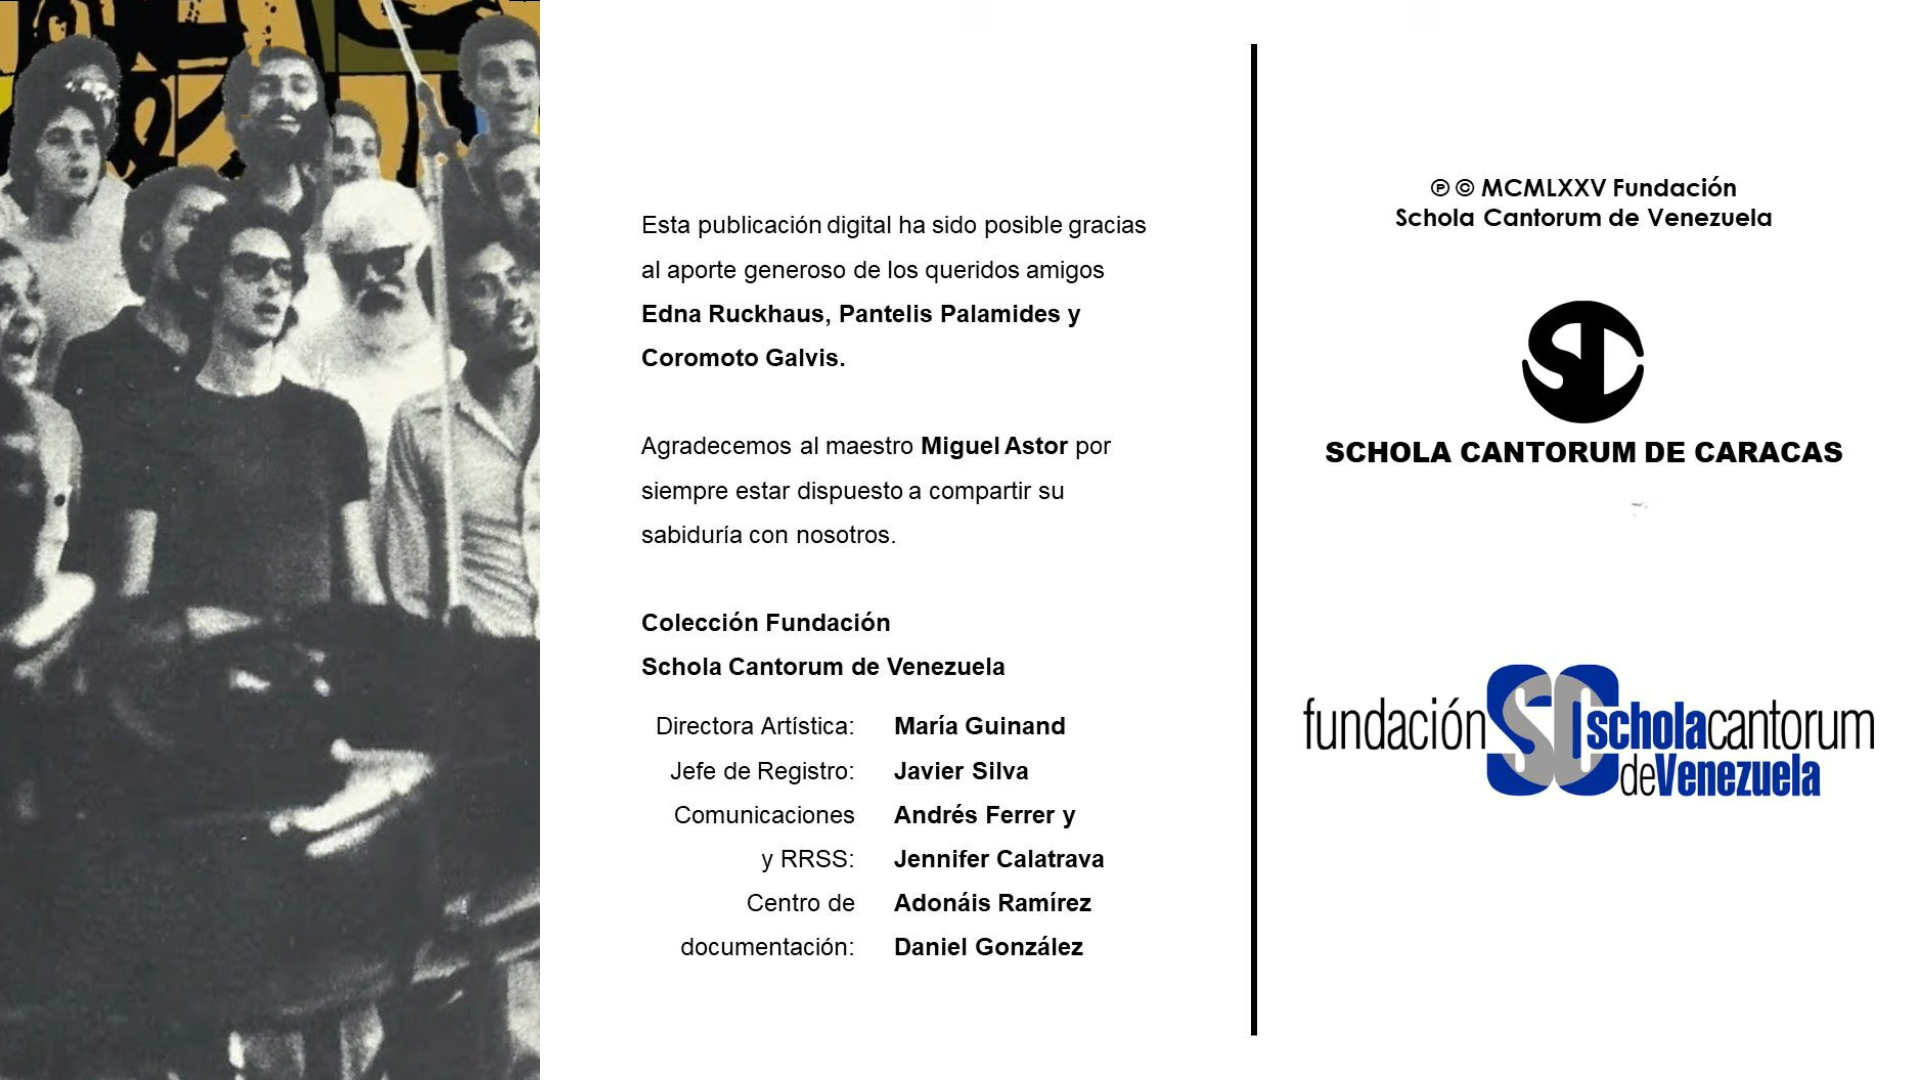 Esta publicación digital ha sido posible gracias
al aporte generoso de los queridos amigos
Edna Ruckhaus, Pantelis Palamides y
Coromoto Galvis.
Agradecemos al maestro Miguel Astor por
siempre estar dispuesto a compartir su
sabiduría con nosotros.
Colección Fundación
Schola Cantorum de Venezuela
Directora Artística: María Guinand
Jefe de Registro: Javier Silva
Comunicaciones Andrés Ferrer y
y RRSS: Jennifer Calatrava
Centro de Adonáis Ramírez
documentación: Daniel González
℗ © MCMLXXV Fundación
Schola Cantorum de Venezuela
SC
SCHOLA CANTORUM DE CARACAS
fundación SC scholacantorum
deVenezuela